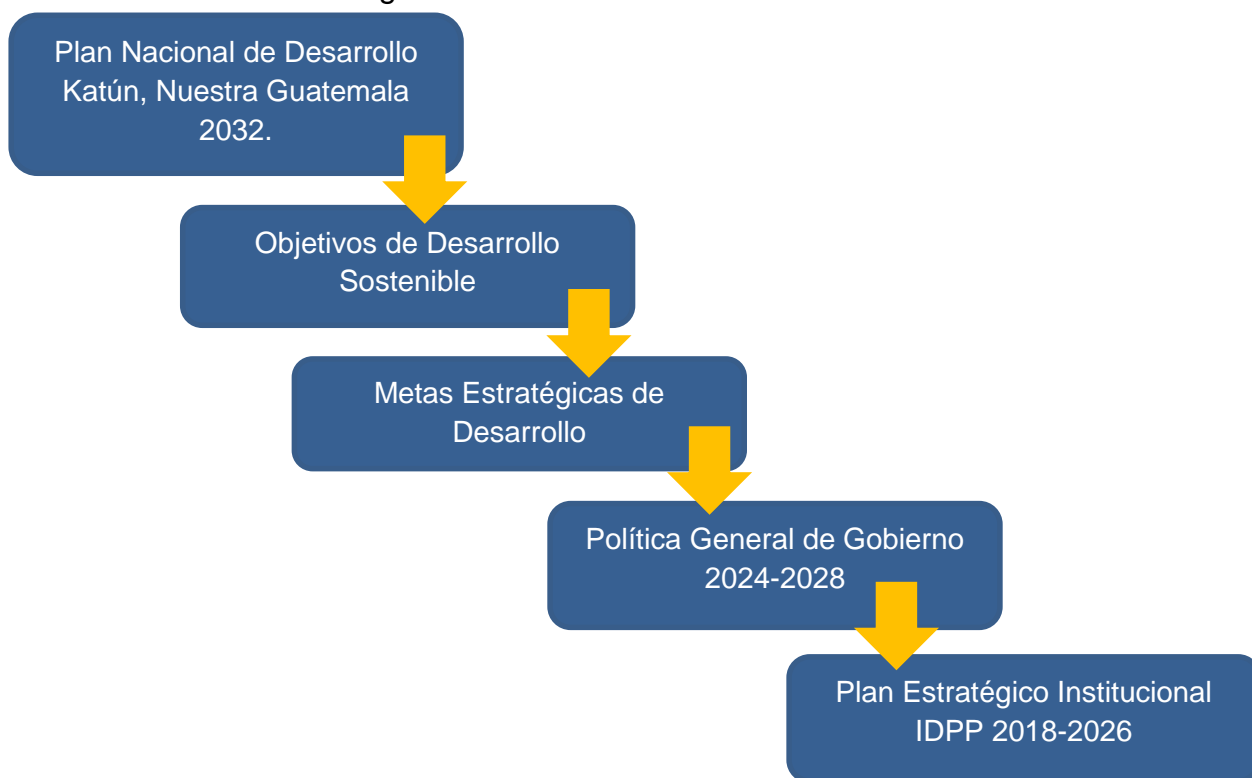 Plan Nacional de Desarrollo
Katún, Nuestra Guatemala
2032.
Objetivos de Desarrollo
Sostenible
Metas Estratégicas de
Desarrollo
Política General de Gobierno
2024-2028
Plan Estratégico Institucional
IDPP 2018-2026